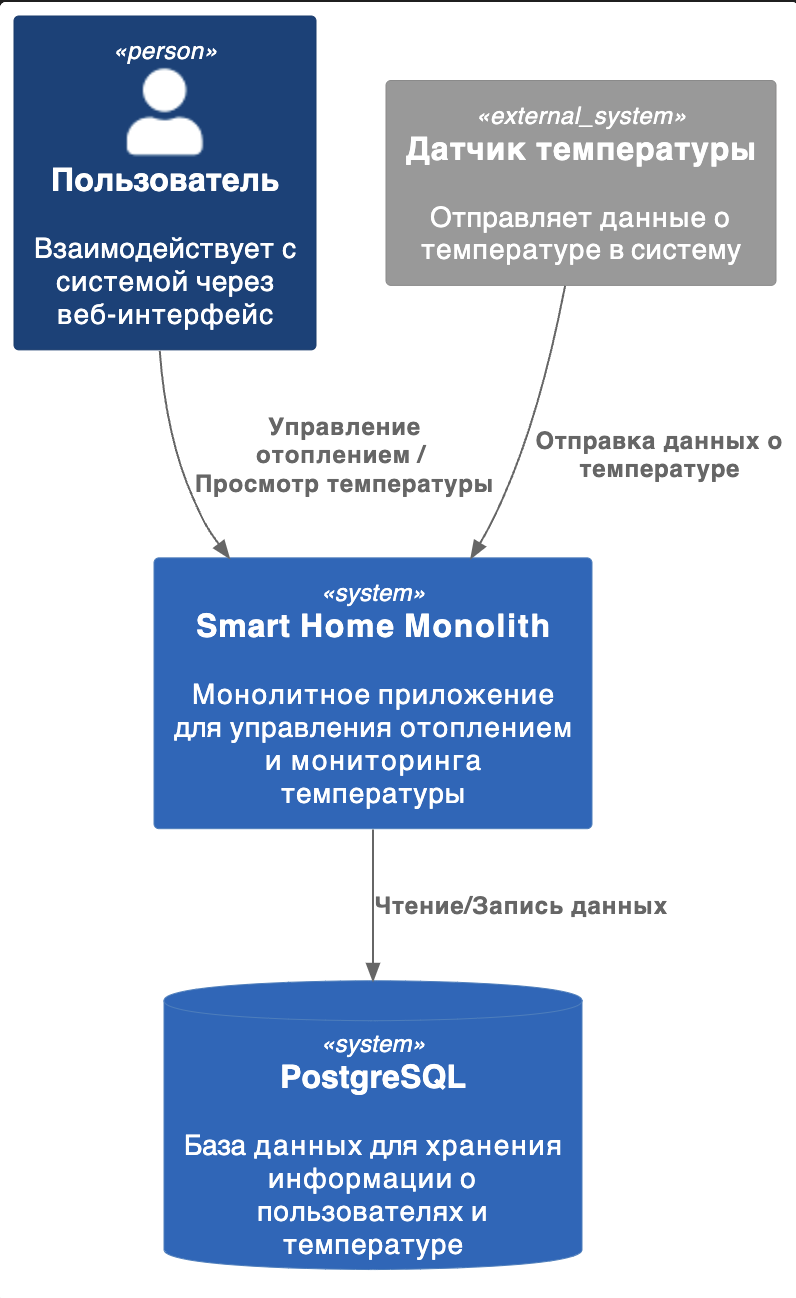 «person»
Пользователь
Взаимодействует с
системой через
веб-интерфейс
«external_system»
Датчик температуры
Отправляет данные о
температуре в систему
Управление
отоплением /
Просмотр температуры
Отправка данных о
температуре
«system»
Smart Home Monolith
Монолитное приложение
для управления отоплением
и мониторинга
температуры
Чтение/Запись данных
«system»
PostgreSQL
База данных для хранения
информации о
пользователях и
температуре